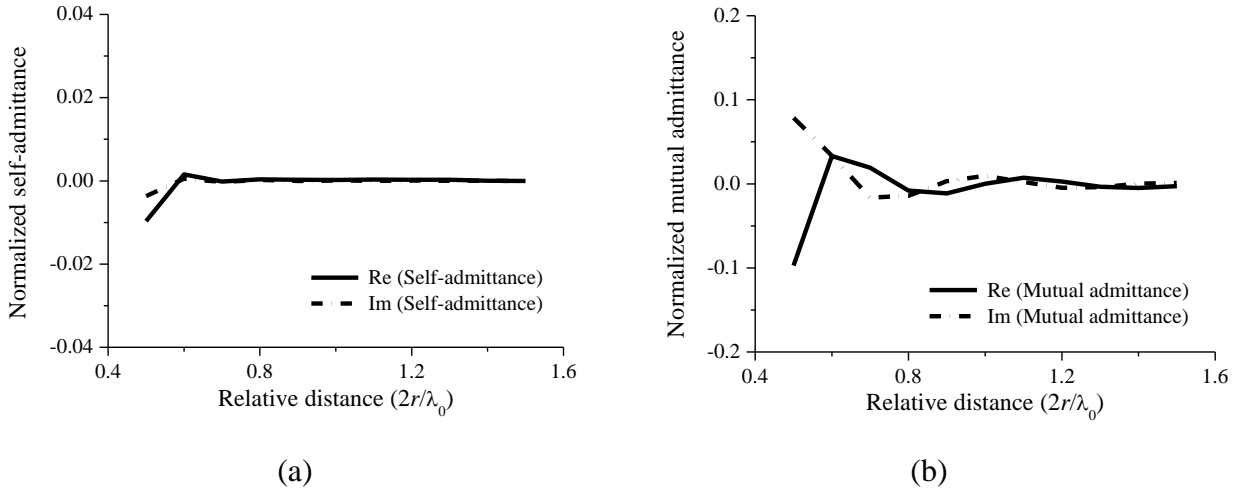 Normalized self-admittance
0.04
0.02
0.00
-0.02
-0.04
0.4
0.8
1.2
1.6
Re (Self-admittance)
Im (Self-admittance)
Relative distance (2r/λ₀)
(a)
Normalized mutual admittance
0.2
0.1
0.0
-0.1
-0.2
0.4
0.8
1.2
1.6
Re (Mutual admittance)
Im (Mutual admittance)
Relative distance (2r/λ₀)
(b)